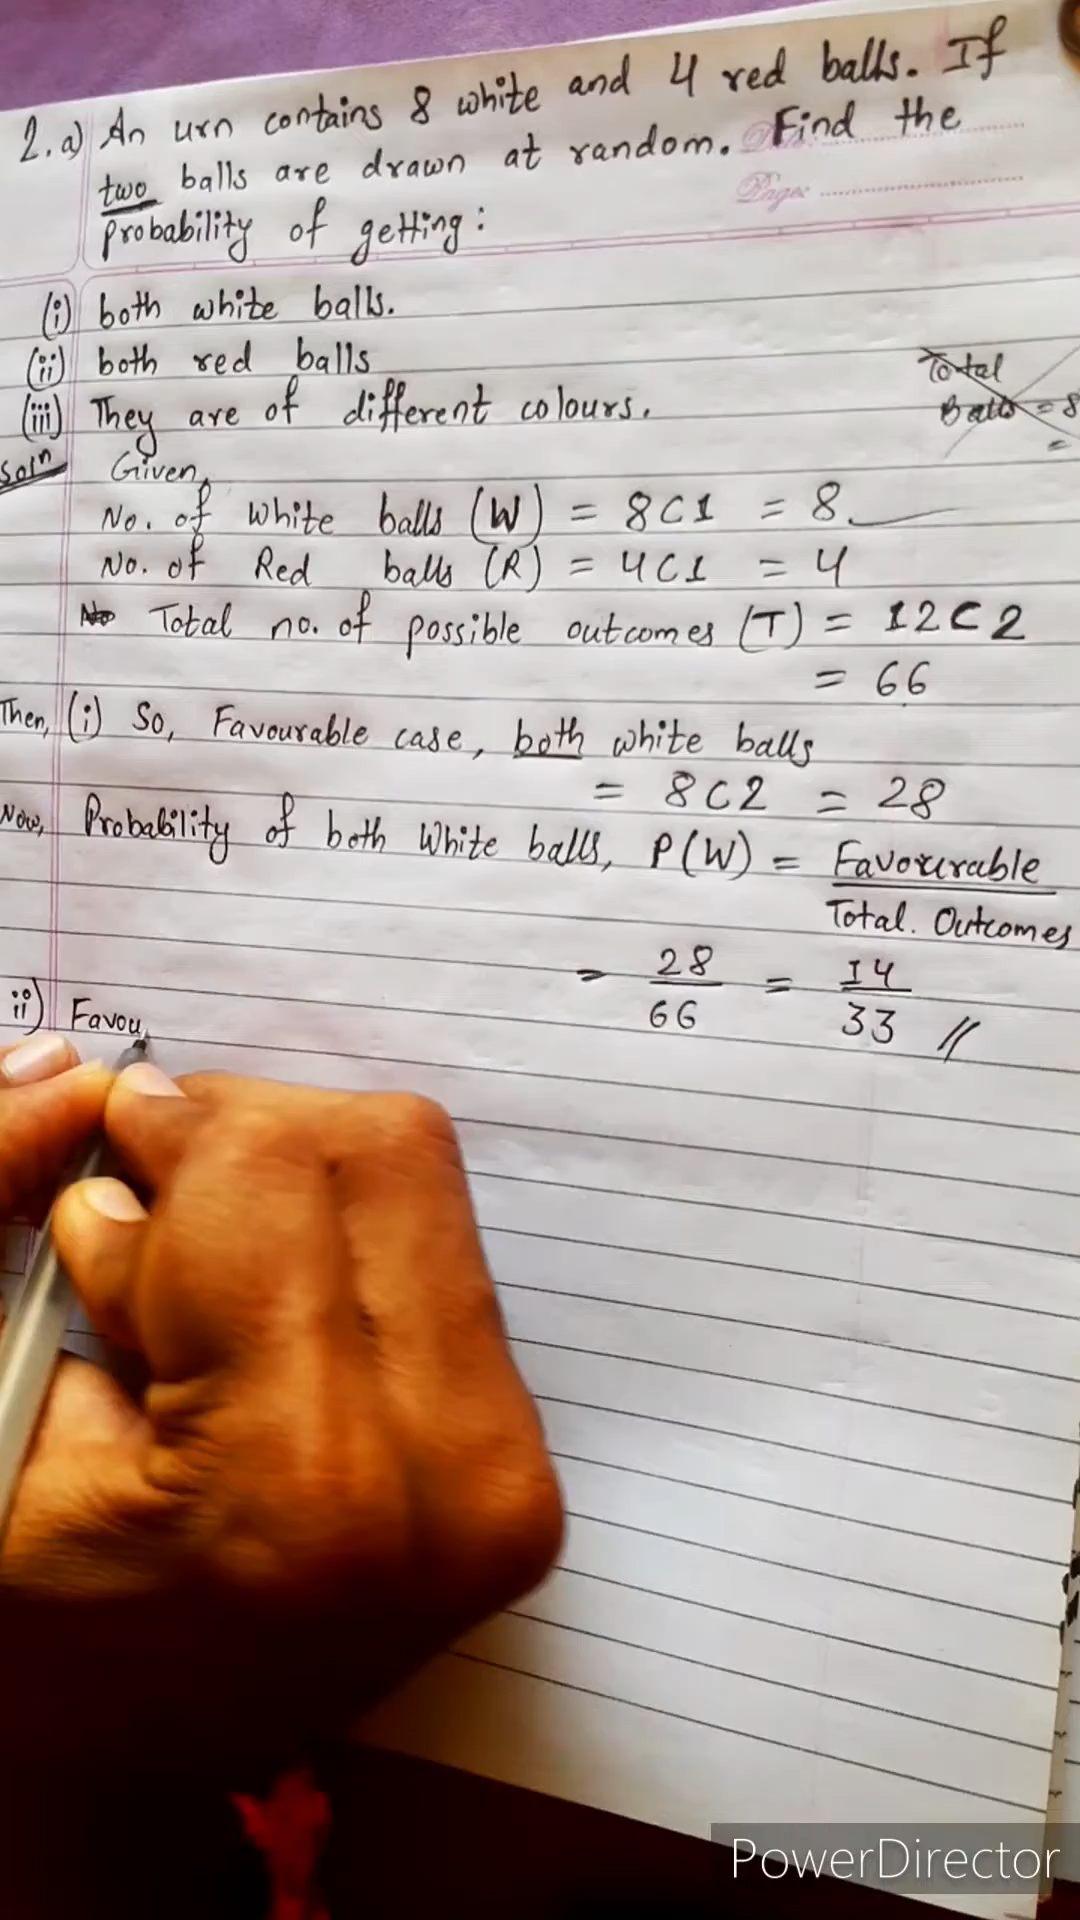 2.a) An urn contains 8 white and 4 red balls. If
two balls are drawn at random. Find the
Page:
probability of getting:
(i) both white balls.
(ii) both red balls
(iii) They are of different colours.
Total
Balls = 8
=
Soln Given,
No. of White balls (W) = 8C1 = 8
No. of Red balls (R) = 4C1 = 4
Total no. of possible outcomes (T) = 12C2
= 66
Then, (i) So, Favourable case, both white balls
= 8C2 = 28
Now, Probability of both White balls, P(W) = Favourable
Total. Outcomes
= 28/66 = 14/33 //
ii) Favou
PowerDirector